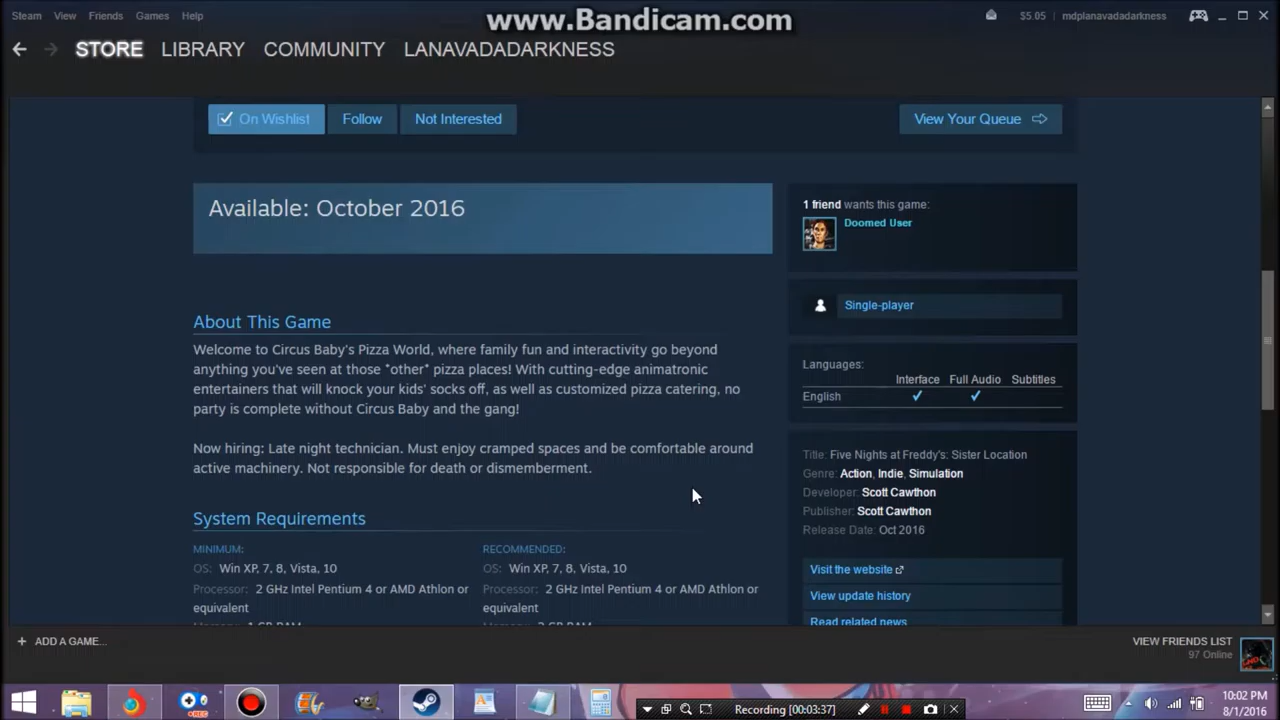 www.Bandicam.com
Steam View Friends Games Help
$5.05 mdplanavadadarkness
STORE LIBRARY COMMUNITY LANAVADADARKNESS
On Wishlist Follow Not Interested View Your Queue
Available: October 2016
1 friend wants this game:
Doomed User
Single-player
About This Game
Welcome to Circus Baby's Pizza World, where family fun and interactivity go beyond
anything you've seen at those *other* pizza places! With cutting-edge animatronic
entertainers that will knock your kids' socks off, as well as customized pizza catering, no
party is complete without Circus Baby and the gang!
Now hiring: Late night technician. Must enjoy cramped spaces and be comfortable around
active machinery. Not responsible for death or dismemberment.
Languages:
Interface Full Audio Subtitles
English
Title: Five Nights at Freddy's: Sister Location
Genre: Action, Indie, Simulation
Developer: Scott Cawthon
Publisher: Scott Cawthon
Release Date: Oct 2016
Visit the website
View update history
Read related news
System Requirements
MINIMUM:
OS: Win XP, 7, 8, Vista, 10
Processor: 2 GHz Intel Pentium 4 or AMD Athlon or
equivalent
RECOMMENDED:
OS: Win XP, 7, 8, Vista, 10
Processor: 2 GHz Intel Pentium 4 or AMD Athlon or
equivalent
+ ADD A GAME...
VIEW FRIENDS LIST
97 Online
REC
Recording [00:03:37]
10:02 PM
8/1/2016